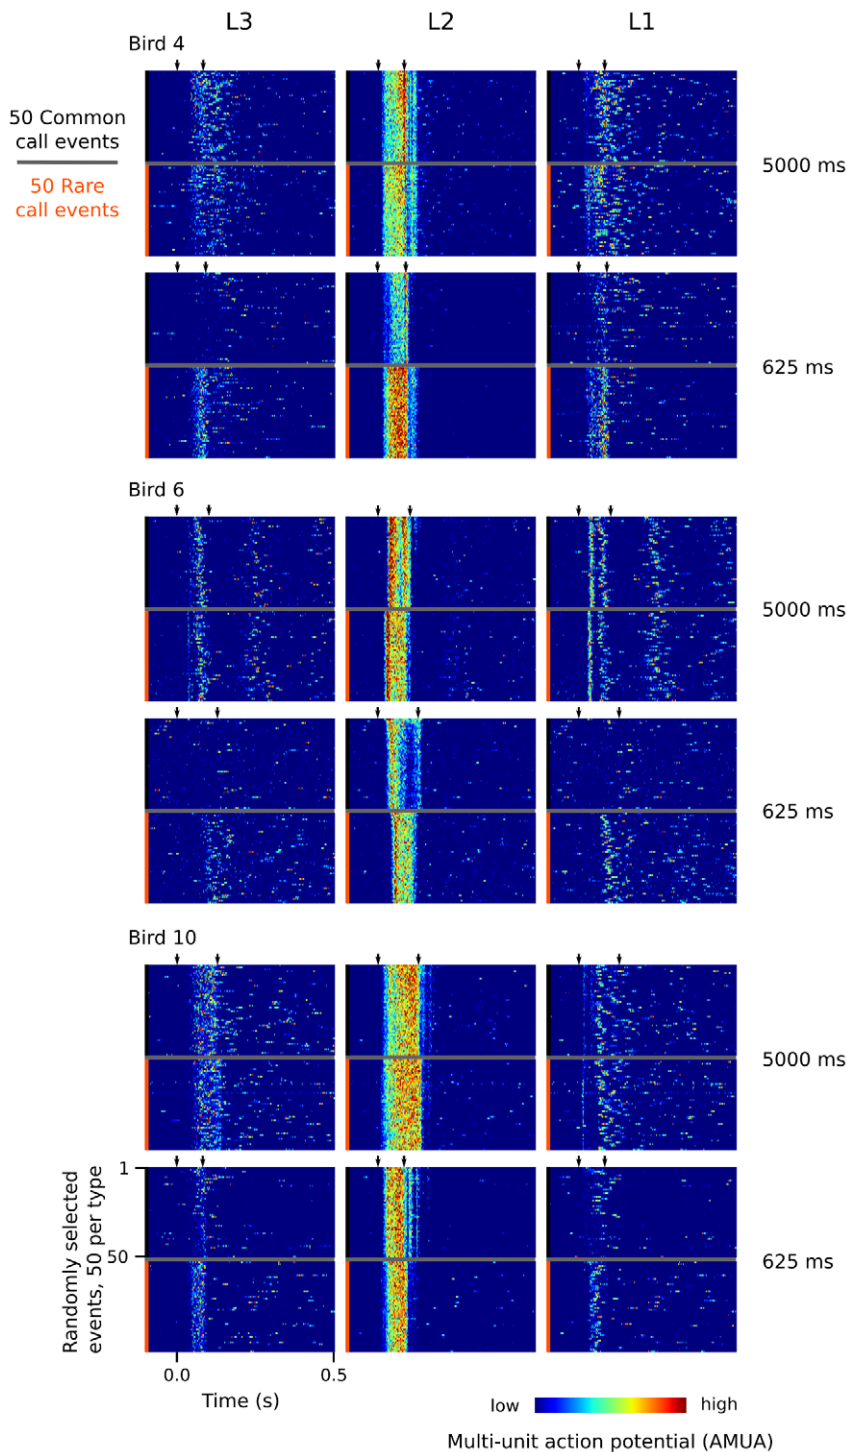 L3 L2 L1
Bird 4
50 Common
call events
50 Rare
call events
5000 ms
625 ms
Bird 6
5000 ms
625 ms
Bird 10
5000 ms
1
50
Randomly selected
events, 50 per type
625 ms
0.0 0.5
Time (s)
low high
Multi-unit action potential (AMUA)